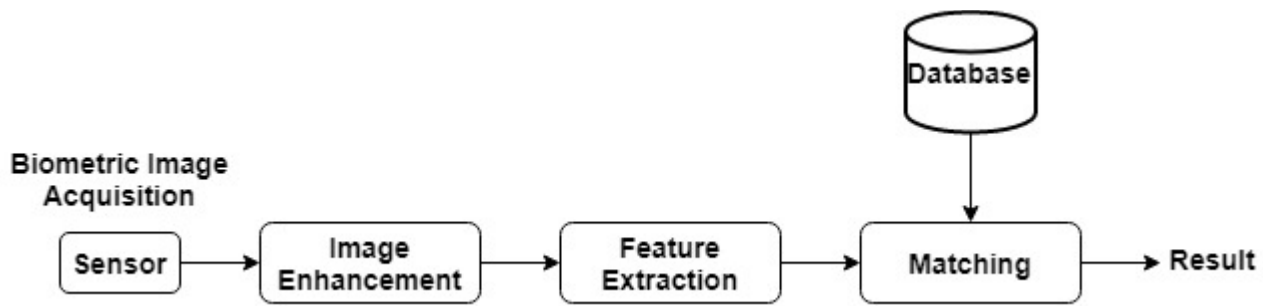 Database
Biometric Image
Acquisition
Sensor
Image
Enhancement
Feature
Extraction
Matching
Result